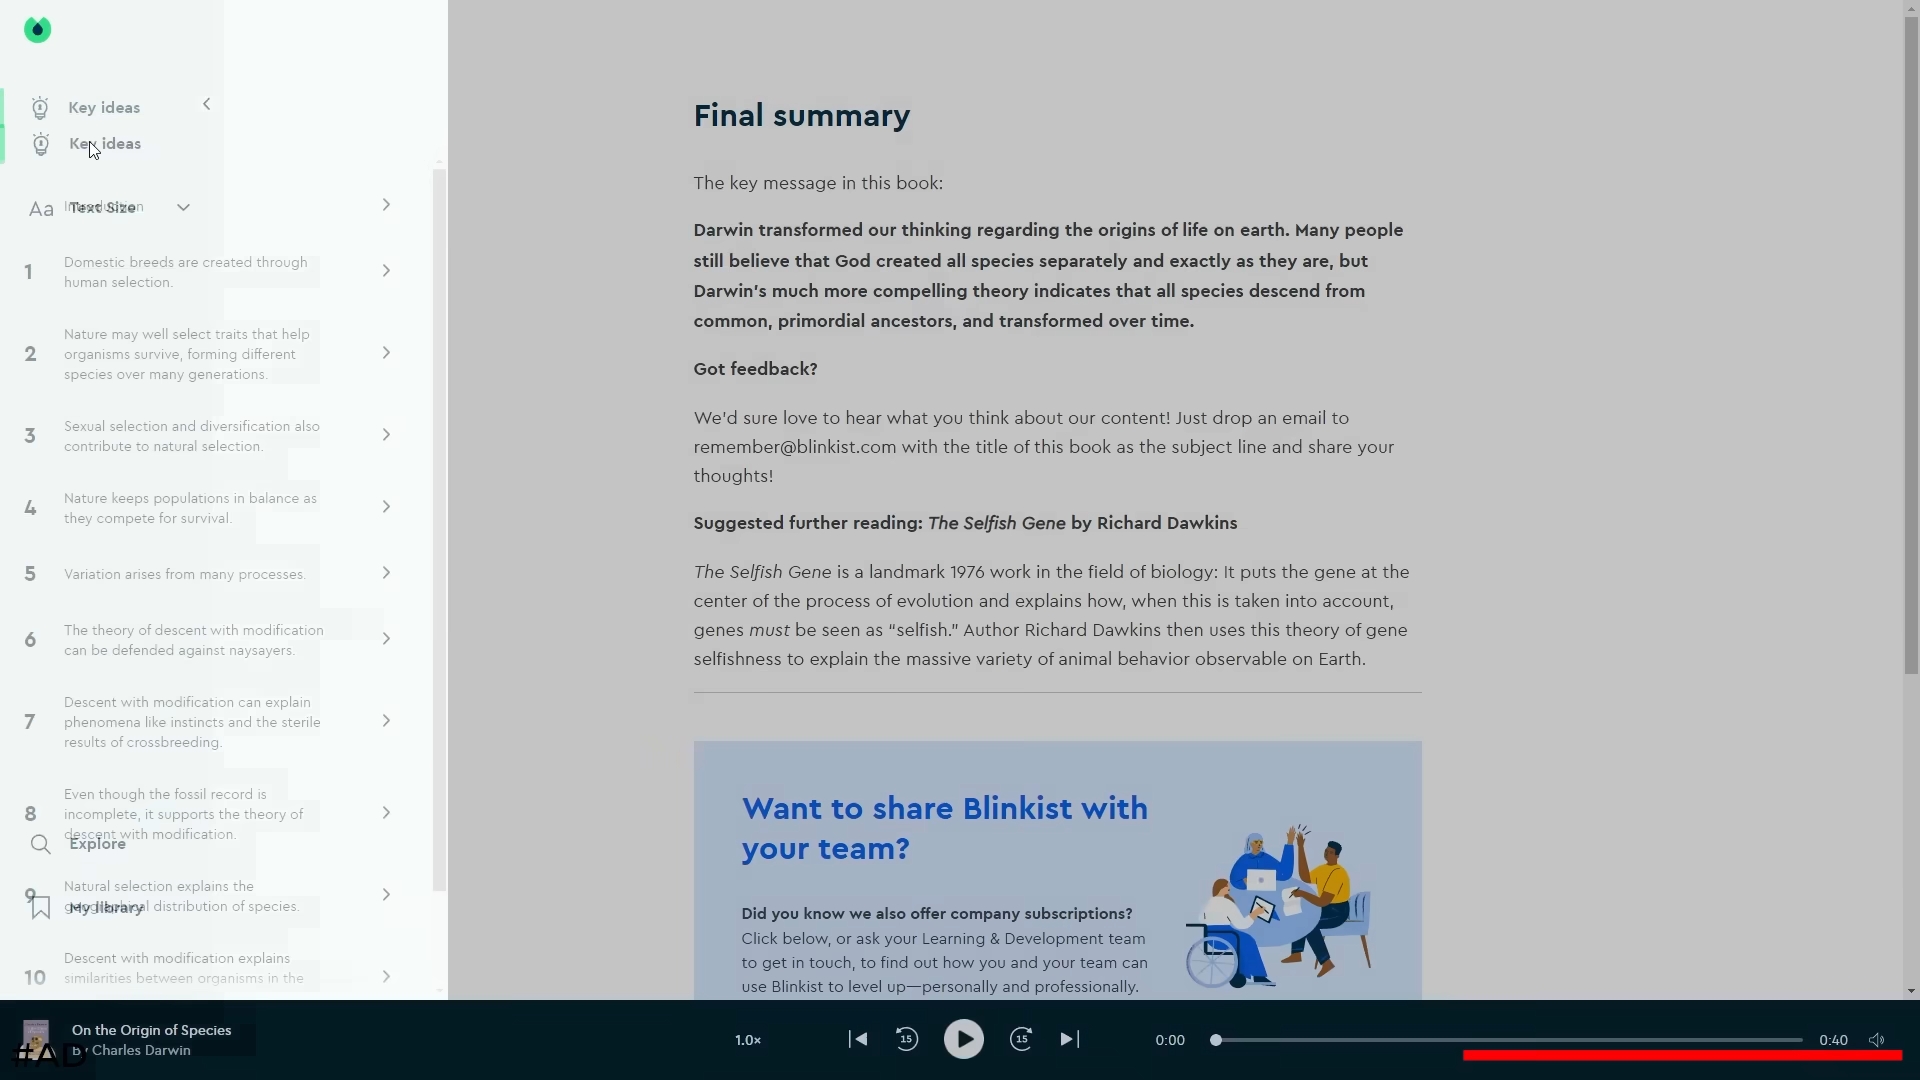 Key ideas
Key ideas
Aa Text Size
Introduction
1 Domestic breeds are created through
human selection.
2 Nature may well select traits that help
organisms survive, forming different
species over many generations.
3 Sexual selection and diversification also
contribute to natural selection.
4 Nature keeps populations in balance as
they compete for survival.
5 Variation arises from many processes.
6 The theory of descent with modification
can be defended against naysayers.
7 Descent with modification can explain
phenomena like instincts and the sterile
results of crossbreeding.
8 Even though the fossil record is
incomplete, it supports the theory of
descent with modification.
Explore
9 Natural selection explains the
geographical distribution of species.
My library
10 Descent with modification explains
similarities between organisms in the
Final summary
The key message in this book:
Darwin transformed our thinking regarding the origins of life on earth. Many people
still believe that God created all species separately and exactly as they are, but
Darwin's much more compelling theory indicates that all species descend from
common, primordial ancestors, and transformed over time.
Got feedback?
We'd sure love to hear what you think about our content! Just drop an email to
remember@blinkist.com with the title of this book as the subject line and share your
thoughts!
Suggested further reading: The Selfish Gene by Richard Dawkins
The Selfish Gene is a landmark 1976 work in the field of biology: It puts the gene at the
center of the process of evolution and explains how, when this is taken into account,
genes must be seen as “selfish.” Author Richard Dawkins then uses this theory of gene
selfishness to explain the massive variety of animal behavior observable on Earth.
Want to share Blinkist with
your team?
Did you know we also offer company subscriptions?
Click below, or ask your Learning & Development team
to get in touch, to find out how you and your team can
use Blinkist to level up—personally and professionally.
On the Origin of Species
By Charles Darwin
#AD
1.0×
15
15
0:00
0:40